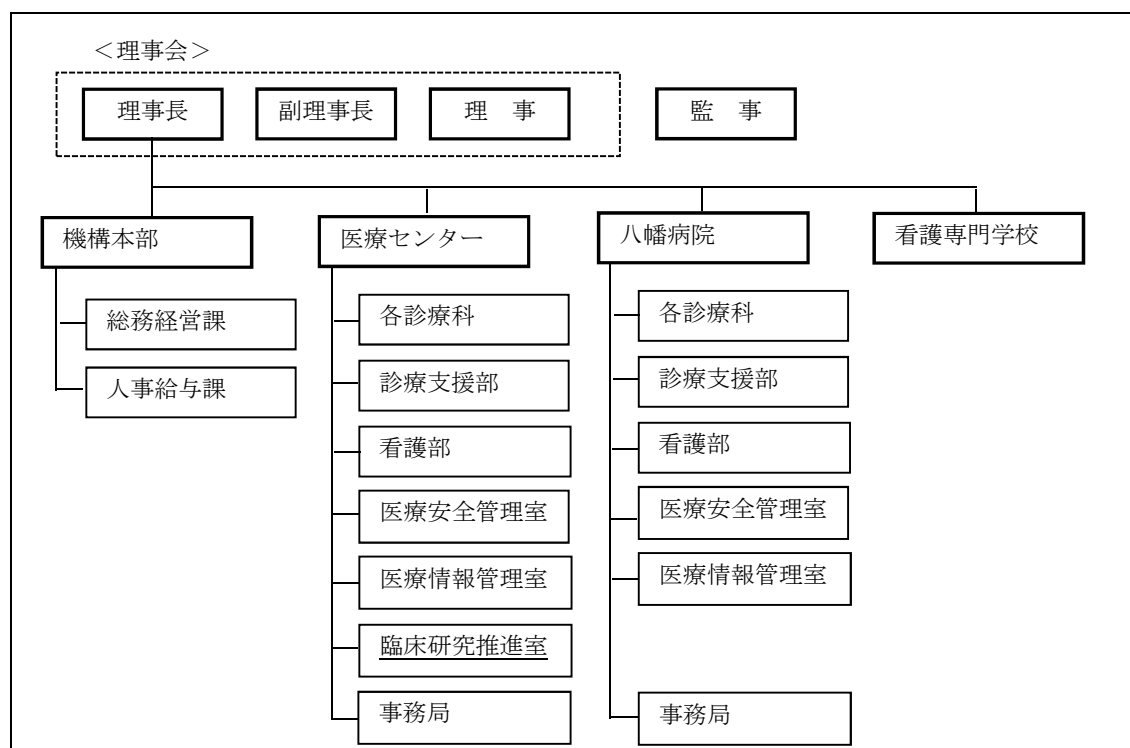 ＜理事会＞
理事長 副理事長 理　事 監　事
機構本部 医療センター 八幡病院 看護専門学校
総務経営課 各診療科 各診療科
人事給与課 診療支援部 診療支援部
看護部 看護部
医療安全管理室 医療安全管理室
医療情報管理室 医療情報管理室
臨床研究推進室
事務局 事務局